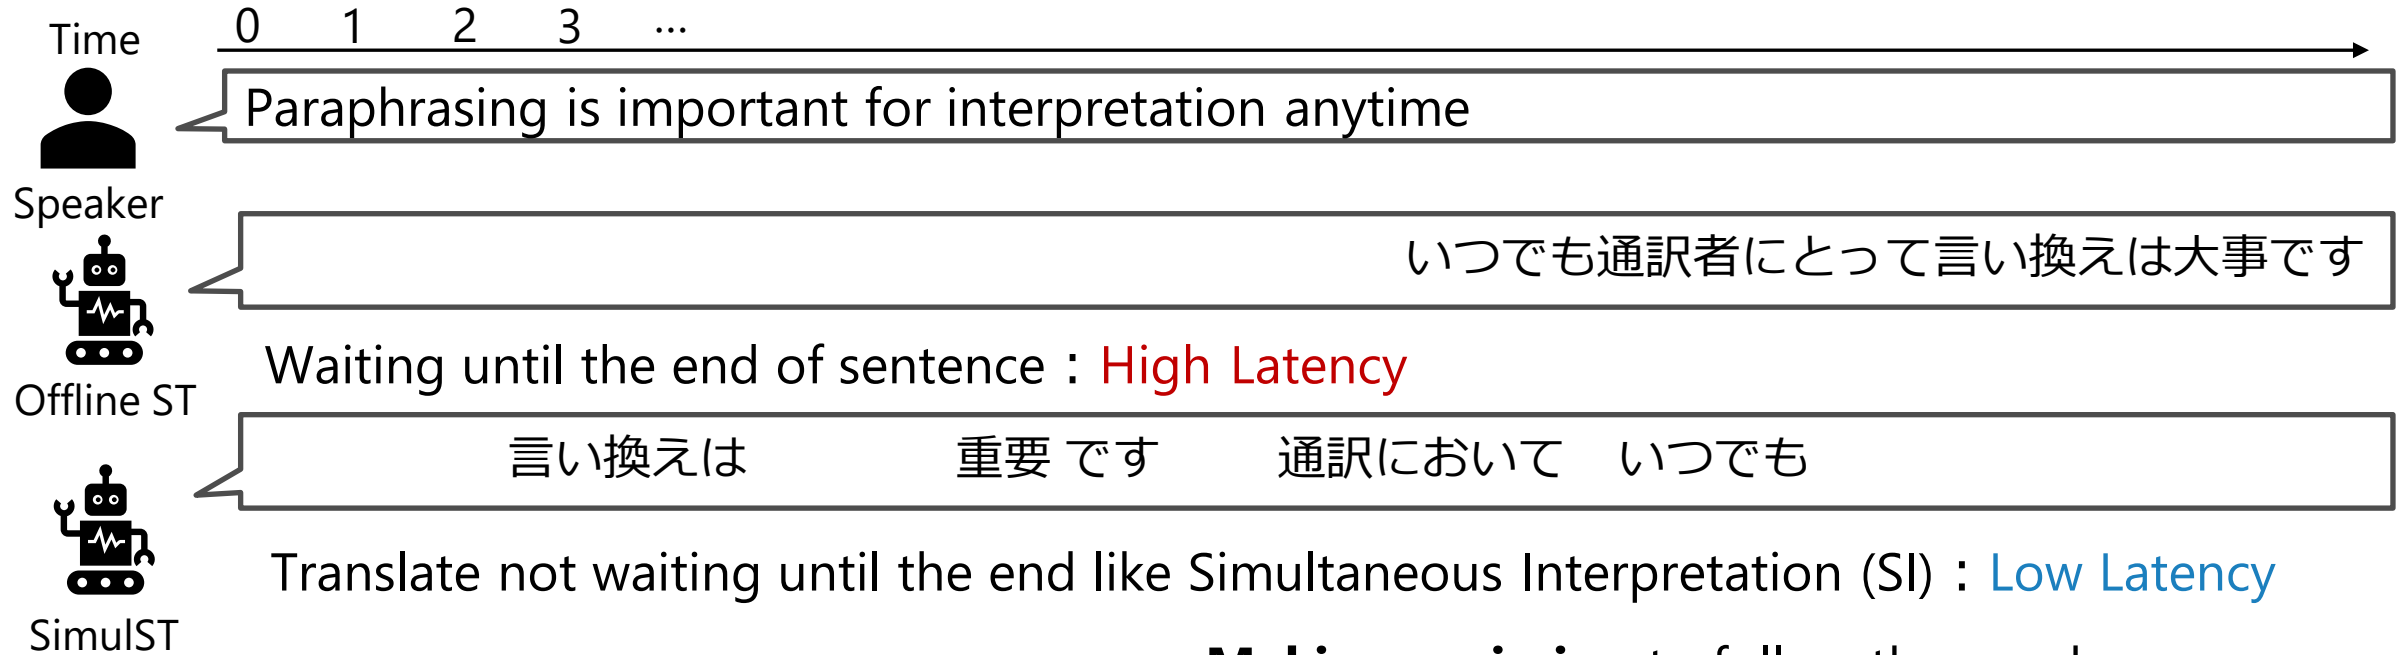 Time 0 1 2 3 …
Paraphrasing is important for interpretation anytime
Speaker
いつでも通訳者にとって言い換えは大事です
Waiting until the end of sentence：High Latency
Offline ST
言い換えは 重要 です 通訳において いつでも
Translate not waiting until the end like Simultaneous Interpretation (SI)：Low Latency
SimulST